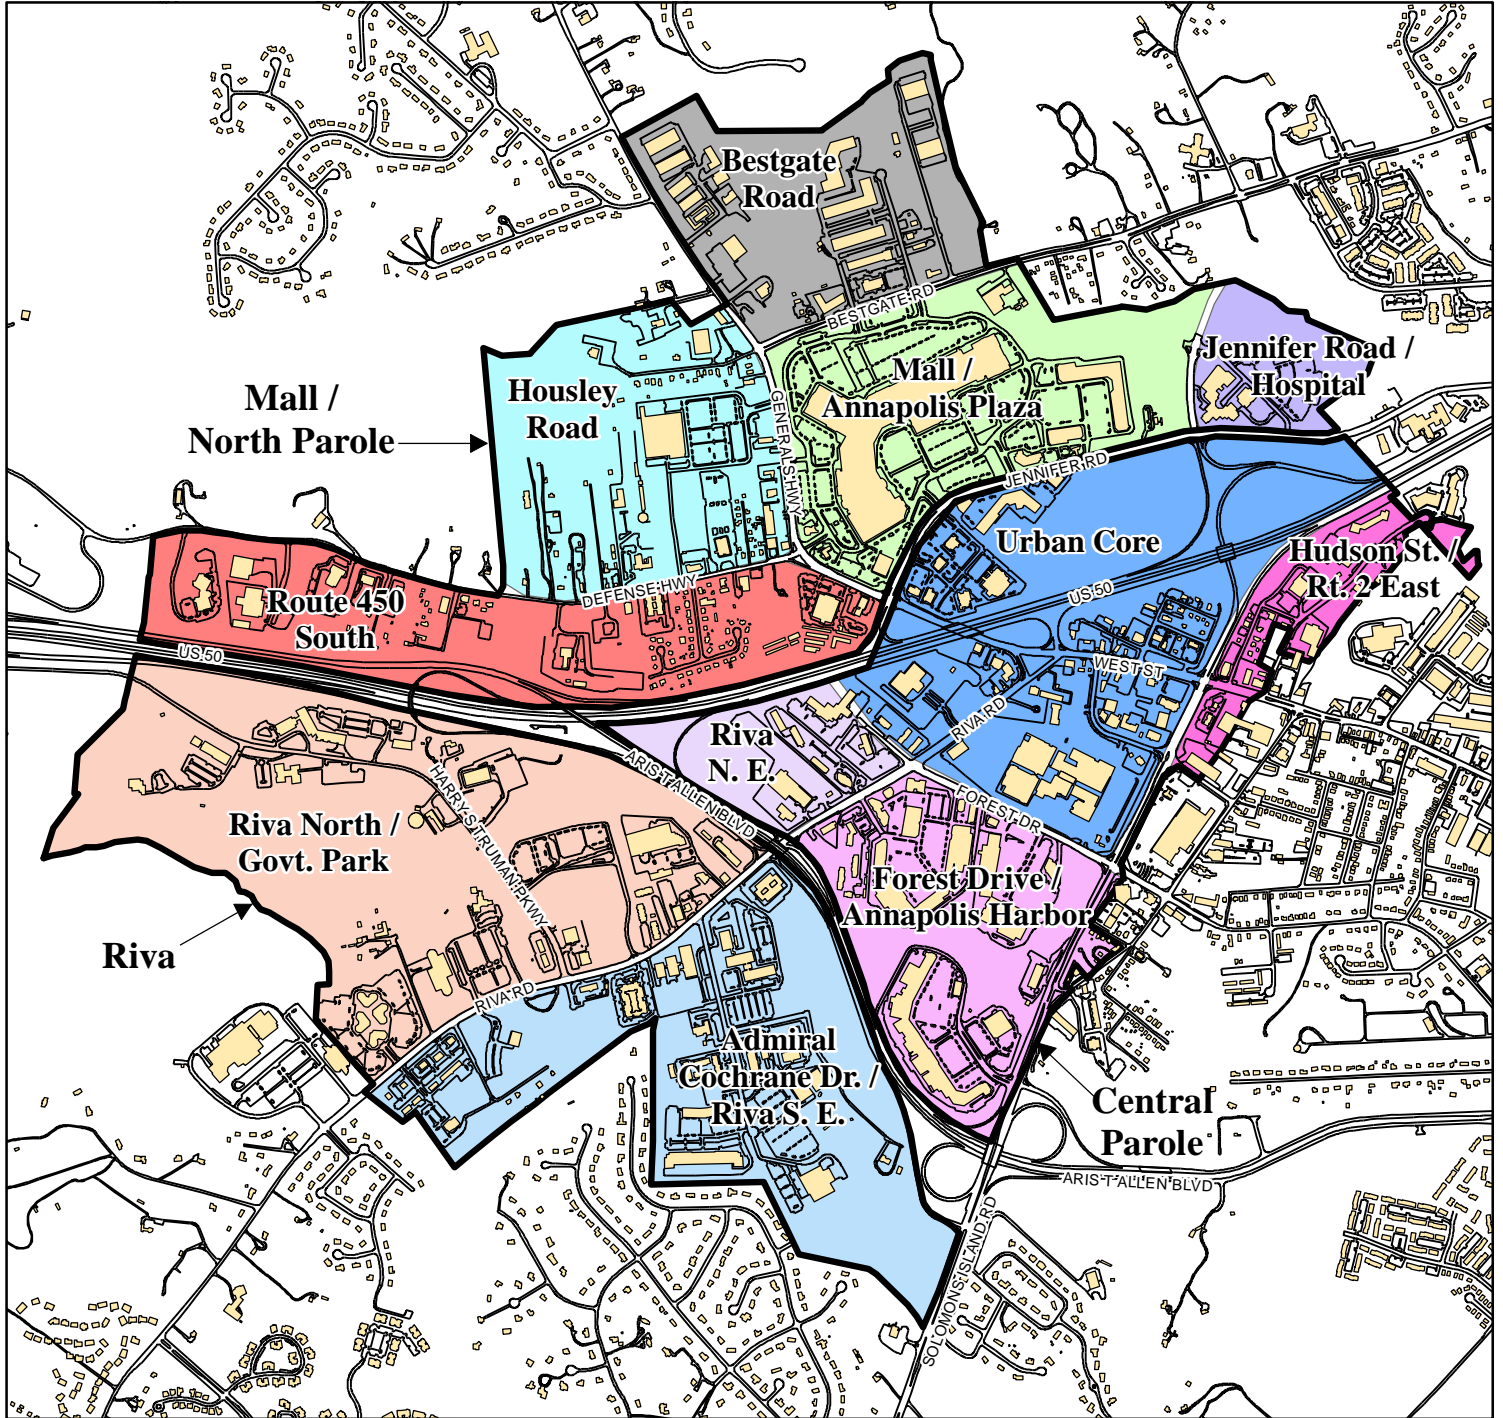 Bestgate
Road
BESTGATE RD
Mall /
Annapolis Plaza
Jennifer Road /
Hospital
Housley
Road
GENERALS HWY
Mall /
North Parole
JENNIFER RD
Urban Core
Hudson St. /
Rt. 2 East
US 50
DEFENSE HWY
Route 450
South
US 50
WEST ST
RIVA RD
Riva
N. E.
ARIS T ALLEN BLVD
HARRY S TRUMAN PKWY
FOREST DR
Riva North /
Govt. Park
Forest Drive /
Annapolis Harbor
Riva
RIVA RD
Admiral
Cochrane Dr. /
Riva S. E.
Central
Parole
ARIS T ALLEN BLVD
SOLOMONS ISLAND RD